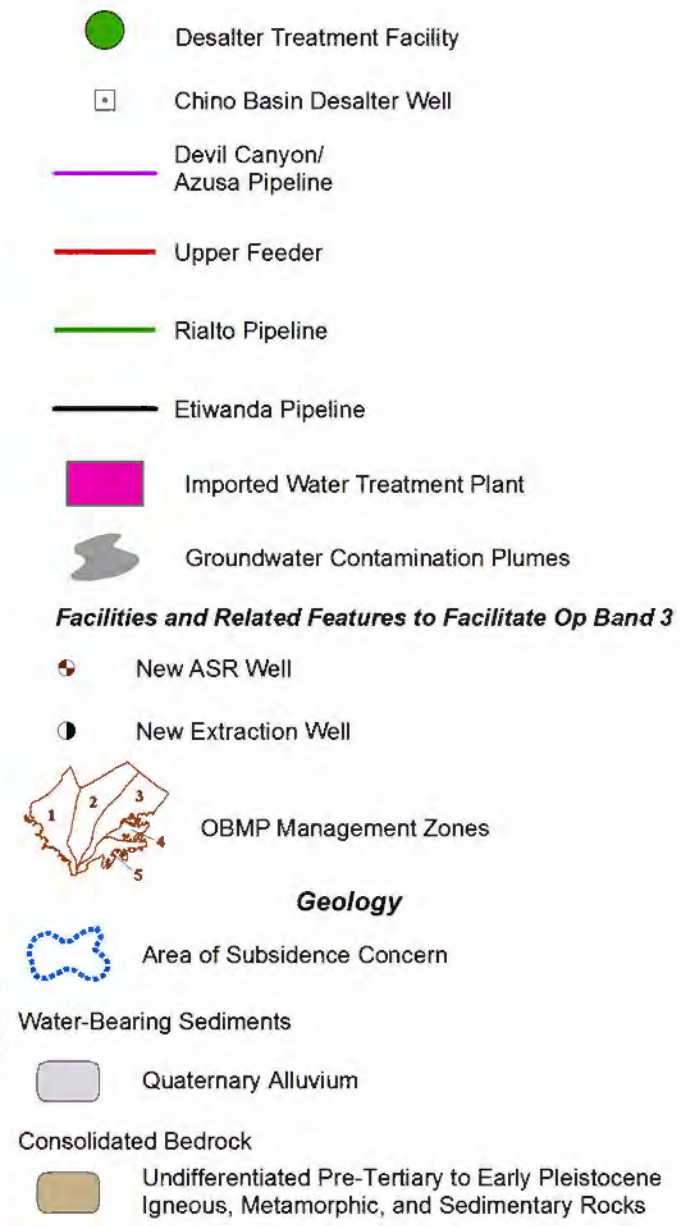 Desalter Treatment Facility
Chino Basin Desalter Well
Devil Canyon/
Azusa Pipeline
Upper Feeder
Rialto Pipeline
Etiwanda Pipeline
Imported Water Treatment Plant
Groundwater Contamination Plumes
Facilities and Related Features to Facilitate Op Band 3
New ASR Well
New Extraction Well
1
2
3
4
5
OBMP Management Zones
Geology
Area of Subsidence Concern
Water-Bearing Sediments
Quaternary Alluvium
Consolidated Bedrock
Undifferentiated Pre-Tertiary to Early Pleistocene
Igneous, Metamorphic, and Sedimentary Rocks